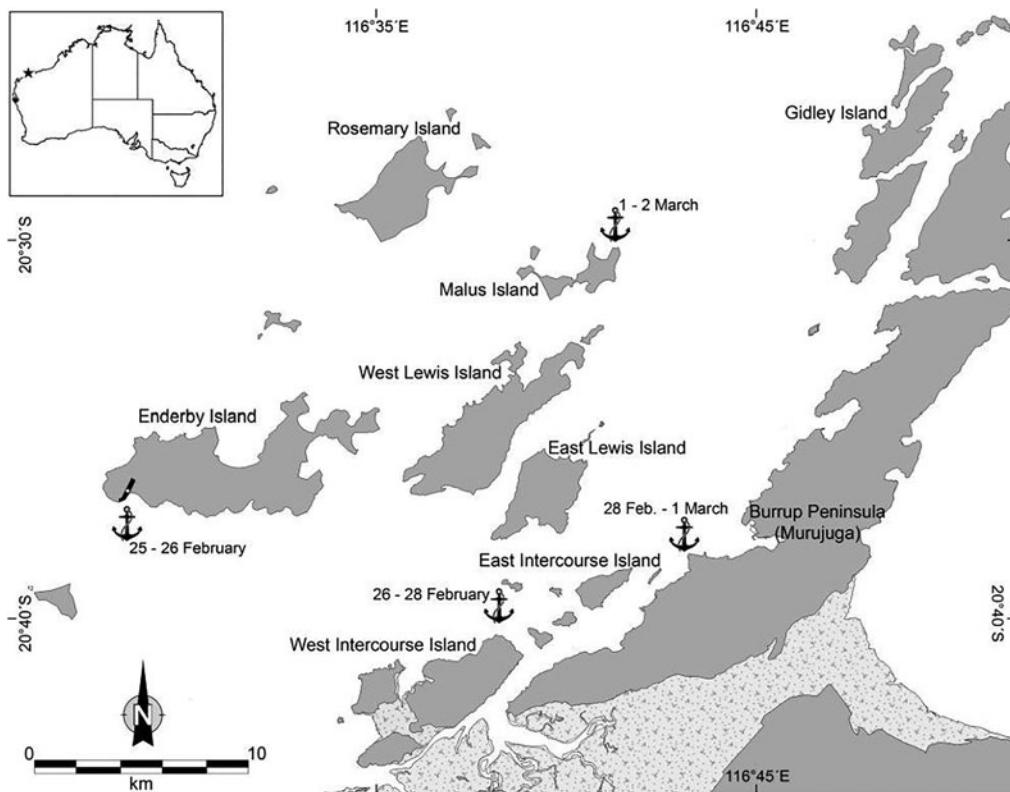 116°35´E
116°45´E
Gidley Island
Rosemary Island
1 - 2 March
20°30´S
Malus Island
West Lewis Island
Enderby Island
East Lewis Island
28 Feb. - 1 March
Burrup Peninsula
(Murujuga)
25 - 26 February
East Intercourse Island
26 - 28 February
20°40´S
20°40´S
West Intercourse Island
N
0
10
km
116°45´E